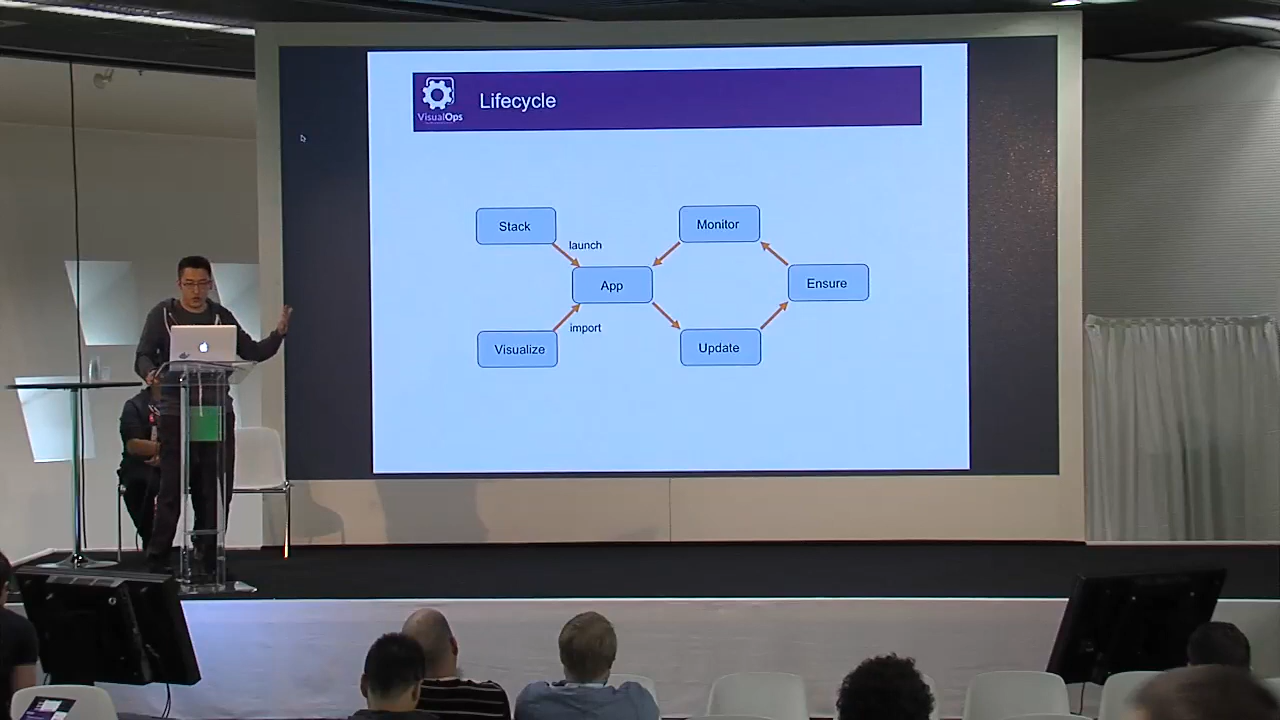 Lifecycle
VisualOps
Stack
Monitor
launch
App
Ensure
import
Visualize
Update